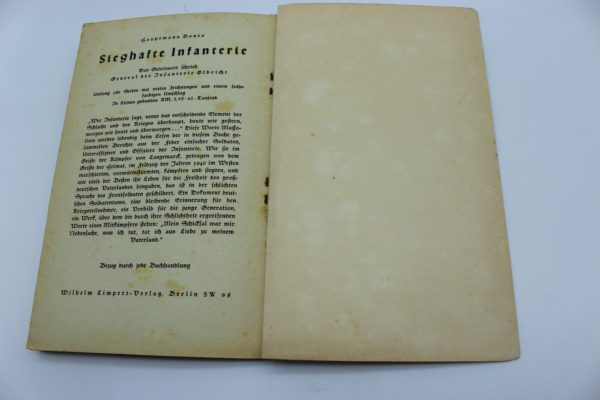 Hauptmann Bones
Sieghafte Infanterie
Das Geleitwort schrieb
General der Infanterie Olbricht
Umfang 200 Seiten mit vielen Zeichnungen und einem sechs-
farbigen Umschlag
In Leinen gebunden RM. Tausend
„Wer Infanterie sagt, nennt das entscheidende Element der
Schlacht und des Krieges überhaupt, heute wie gestern,
morgen wie heute und übermorgen . . .“ Diese Worte Musso-
linis werden lebendig beim Lesen der in diesem Buche ge-
sammelten Berichte aus der Feder einfacher Soldaten,
Unteroffiziere und Offiziere der Infanterie. Wie sie im
Geiste der Kämpfer von Langemarck, getragen von dem
Geiste der Heimat, im Feldzug des Jahres 1940 im Westen
marschierten, vorwärtsstürmten, kämpften und siegten, und
wie viele der Besten ihr Leben für die Freiheit des groß-
deutschen Vaterlandes hingaben, das ist in der schlichten
Sprache des Frontsoldaten geschildert. Ein Dokument deut-
schen Soldatentums, eine bleibende Erinnerung für den
Kriegsteilnehmer, ein Vorbild für die junge Generation,
ein Werk, über dem die durch ihre Schlichtheit ergreifenden
Worte eines Mitkämpfers stehen: „Mein Schicksal war mir
Nebensache, was ich tat, tat ich aus Liebe zu meinem
Vaterland.“
Bezug durch jede Buchhandlung
Wilhelm Limpert-Verlag, Berlin SW 68